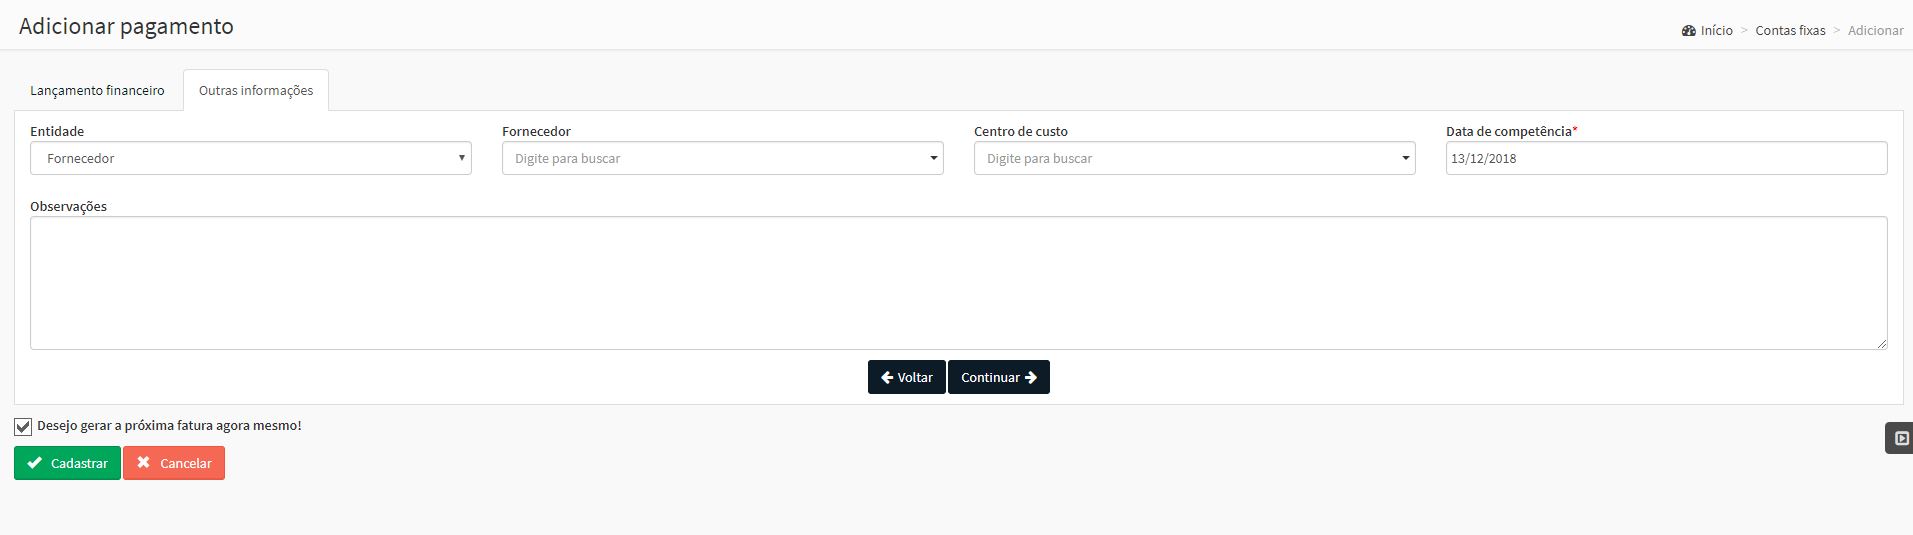 Adicionar pagamento
Início > Contas fixas > Adicionar
Lançamento financeiro Outras informações
Entidade Fornecedor Centro de custo Data de competência*
Fornecedor Digite para buscar Digite para buscar 13/12/2018
Observações
Voltar Continuar
Desejo gerar a próxima fatura agora mesmo!
Cadastrar Cancelar